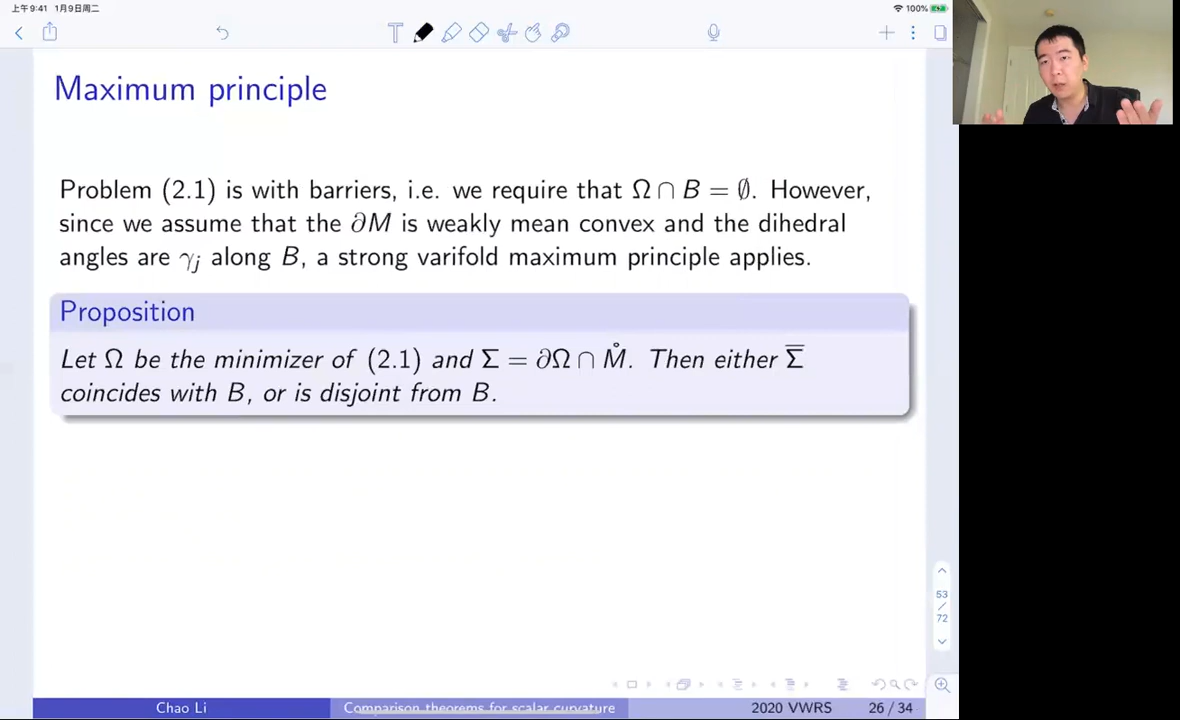 上午9:41 1月9日周二
100%
Maximum principle
Problem (2.1) is with barriers, i.e. we require that Ω ∩ B = ∅. However,
since we assume that the ∂M is weakly mean convex and the dihedral
angles are γ_j along B, a strong varifold maximum principle applies.
Proposition
Let Ω be the minimizer of (2.1) and Σ = ∂Ω ∩ M̊. Then either Σ̅
coincides with B, or is disjoint from B.
53
/
72
Chao Li
Comparison theorems for scalar curvature
2020 VWRS
26 / 34